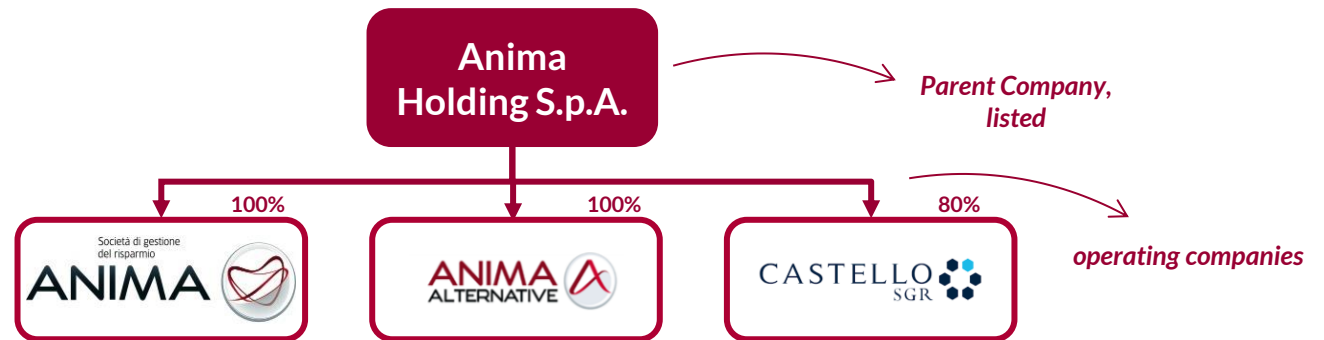 Anima
Holding S.p.A.
Parent Company,
listed
100%
100%
80%
Società di gestione
del risparmio
ANIMA
ANIMA
ALTERNATIVE
CASTELLO
SGR
operating companies